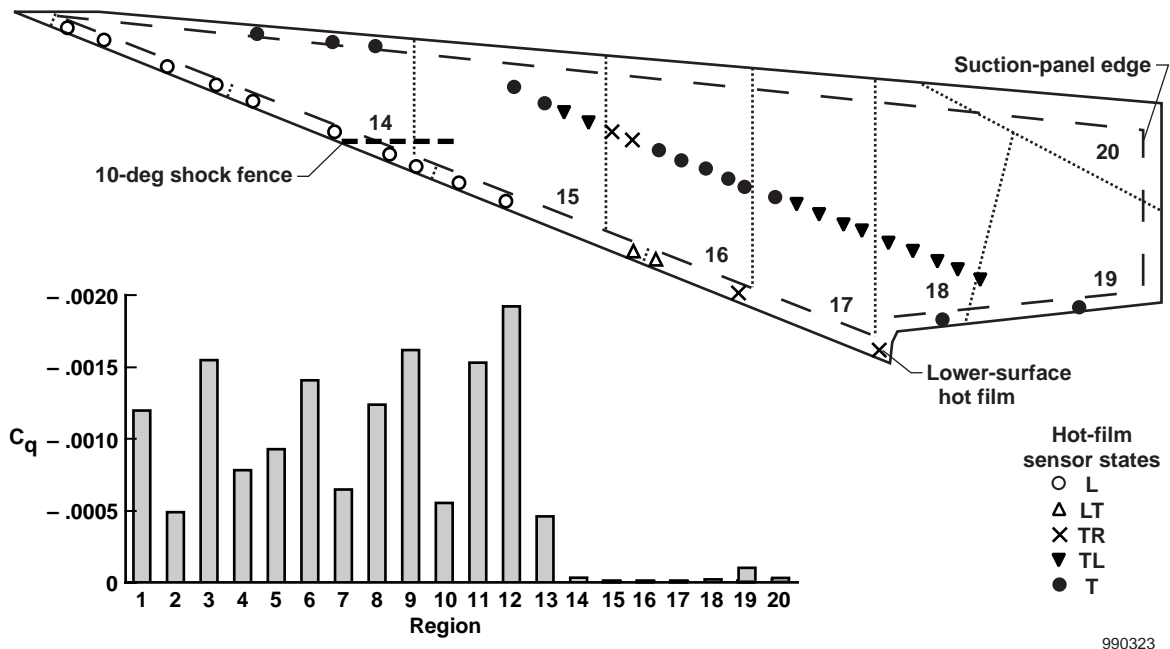 Suction-panel edge
14
20
10-deg shock fence
15
16
19
18
17
Lower-surface
hot film
– .0020
– .0015
Cq – .0010
– .0005
0
1 2 3 4 5 6 7 8 9 10 11 12 13 14 15 16 17 18 19 20
Region
Hot-film
sensor states
L
LT
TR
TL
T
990323